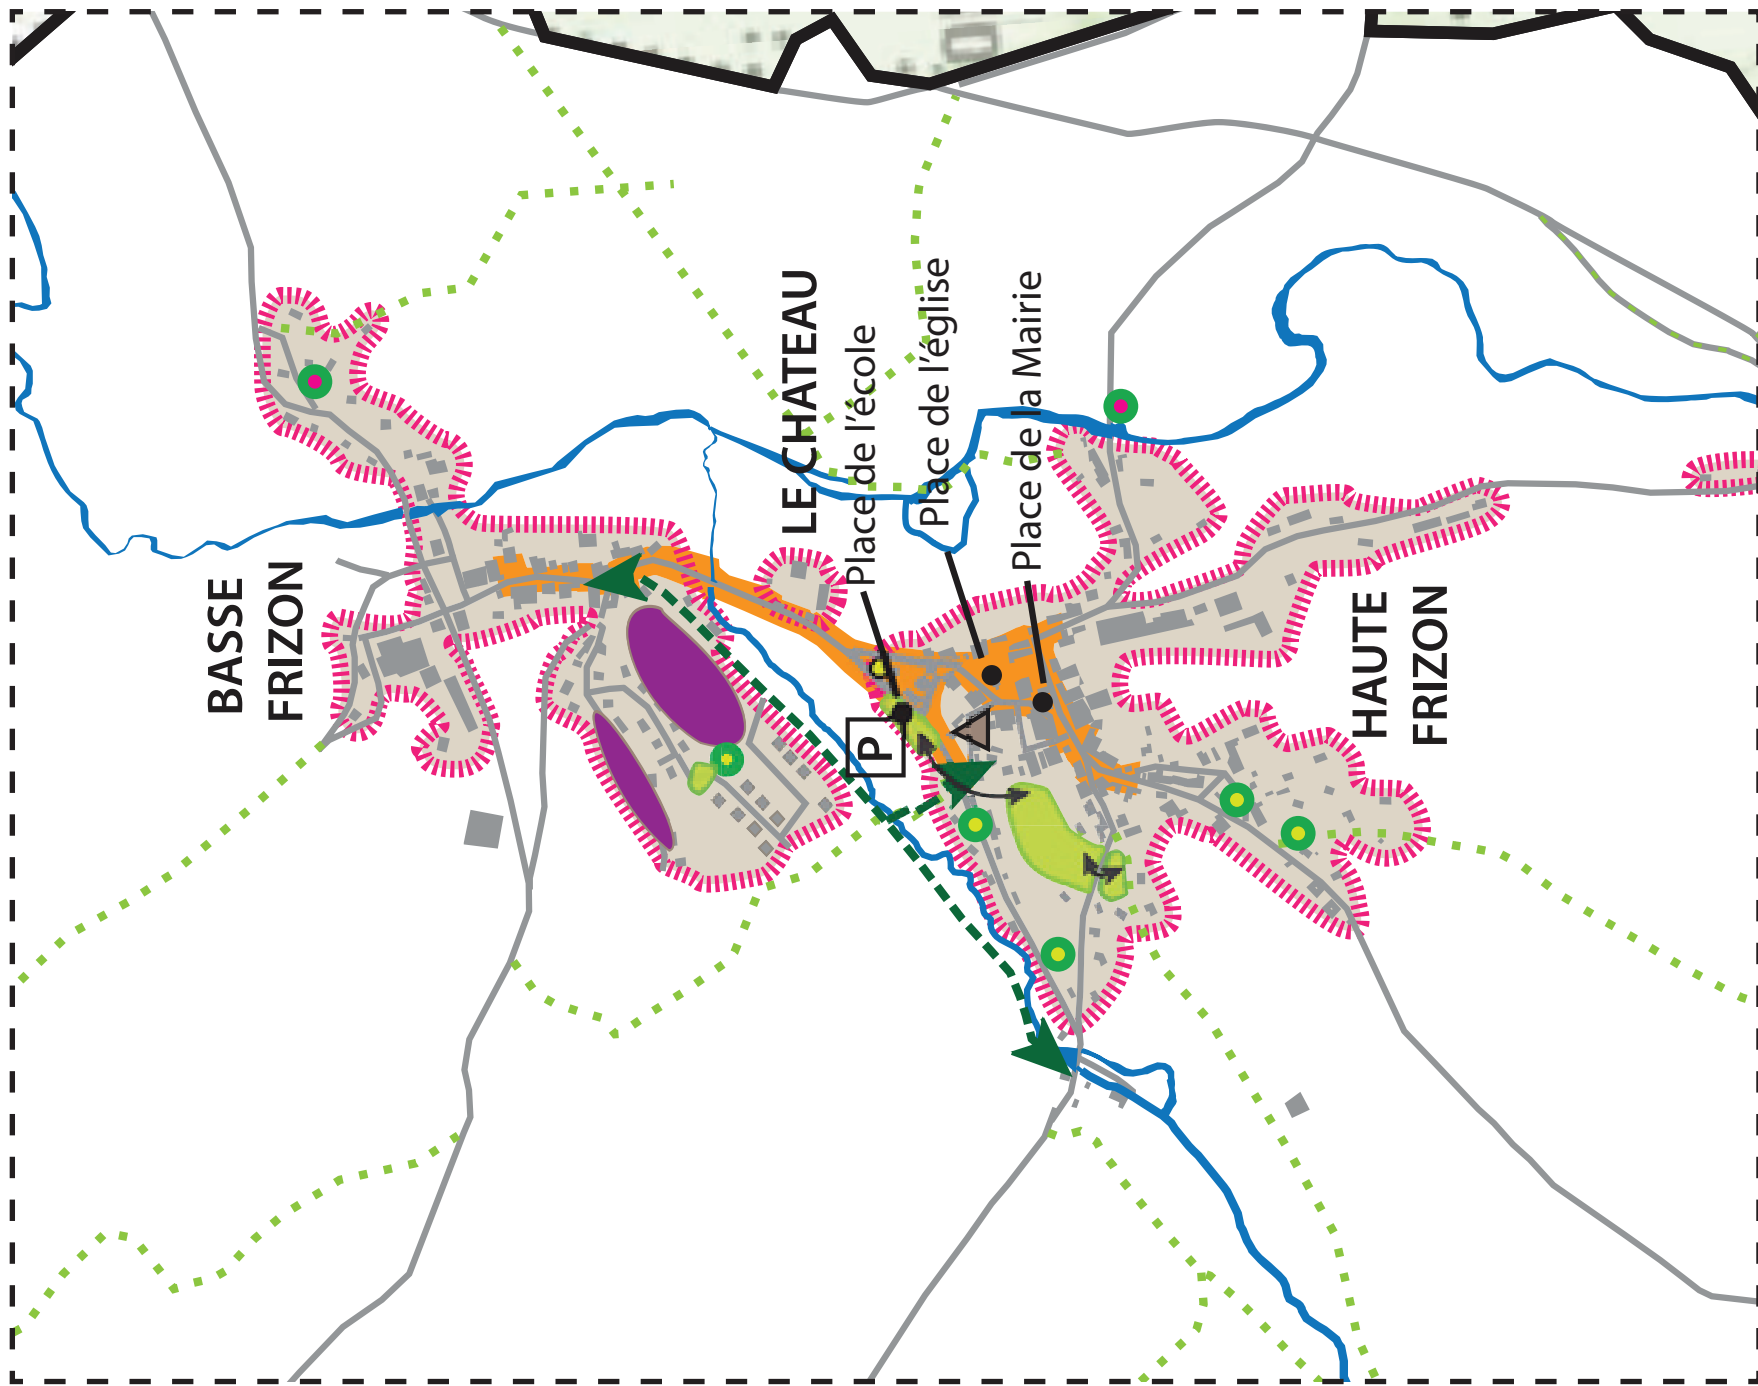 BASSE
FRIZON
LE CHATEAU
Place de l'école
Place de l'église
Place de la Mairie
P
HAUTE
FRIZON